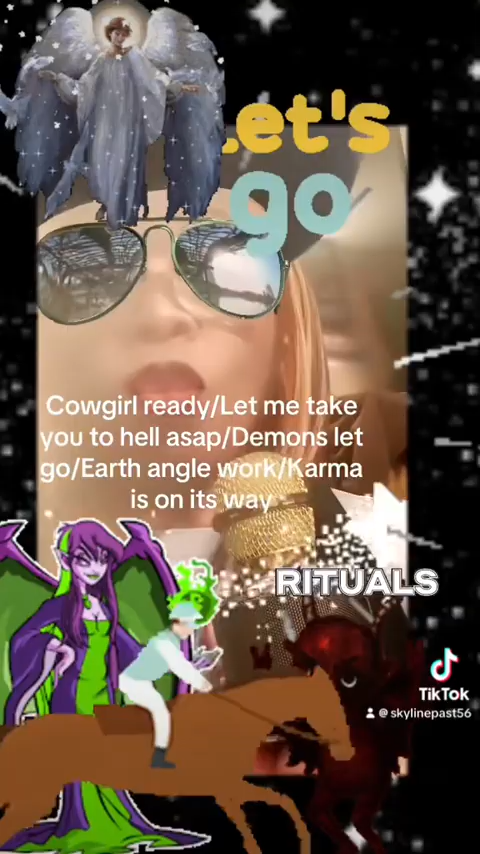 Let's
go
Cowgirl ready/Let me take
you to hell asap/Demons let
go/Earth angle work/Karma
is on its way
RITUALS
TikTok
@ skylinepast56